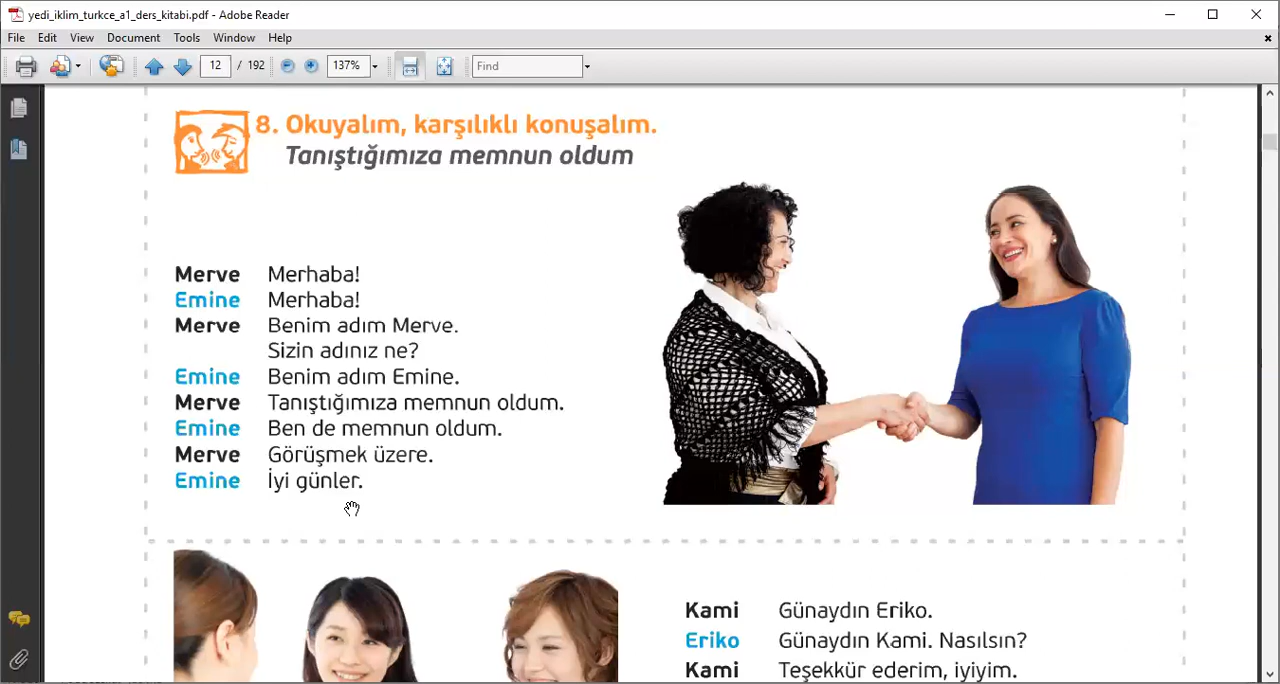 yedi_iklim_turkce_a1_ders_kitabi.pdf - Adobe Reader
File Edit View Document Tools Window Help
12 / 192 137% Find
8. Okuyalım, karşılıklı konuşalım.
Tanıştığımıza memnun oldum
Merve Merhaba!
Emine Merhaba!
Merve Benim adım Merve.
Sizin adınız ne?
Emine Benim adım Emine.
Merve Tanıştığımıza memnun oldum.
Emine Ben de memnun oldum.
Merve Görüşmek üzere.
Emine İyi günler.
Kami Günaydın Eriko.
Eriko Günaydın Kami. Nasılsın?
Kami Teşekkür ederim, iyiyim.